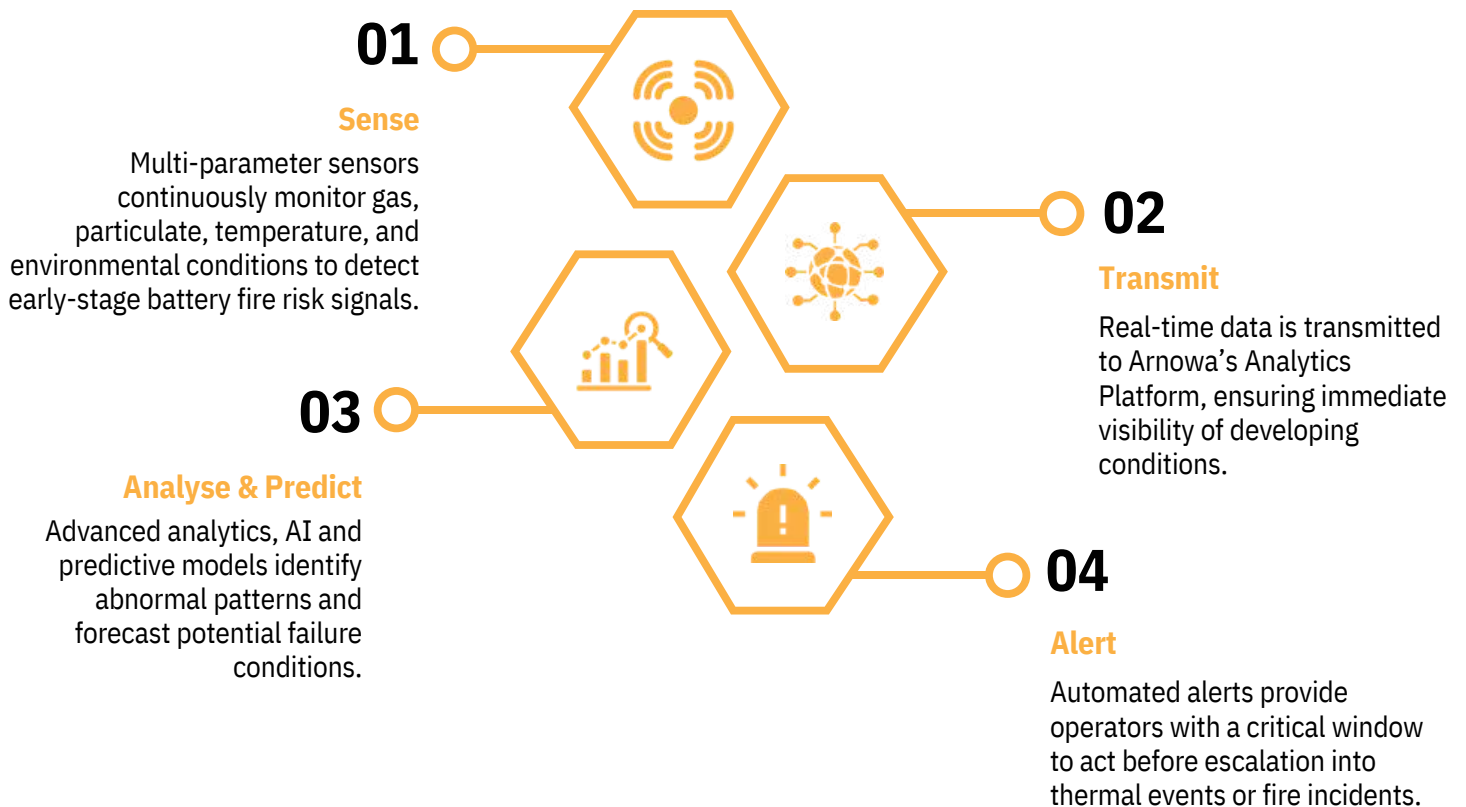 01
Sense
Multi-parameter sensors
continuously monitor gas,
particulate, temperature, and
environmental conditions to detect
early-stage battery fire risk signals.
02
Transmit
Real-time data is transmitted
to Arnowa’s Analytics
Platform, ensuring immediate
visibility of developing
conditions.
03
Analyse & Predict
Advanced analytics, AI and
predictive models identify
abnormal patterns and
forecast potential failure
conditions.
04
Alert
Automated alerts provide
operators with a critical window
to act before escalation into
thermal events or fire incidents.